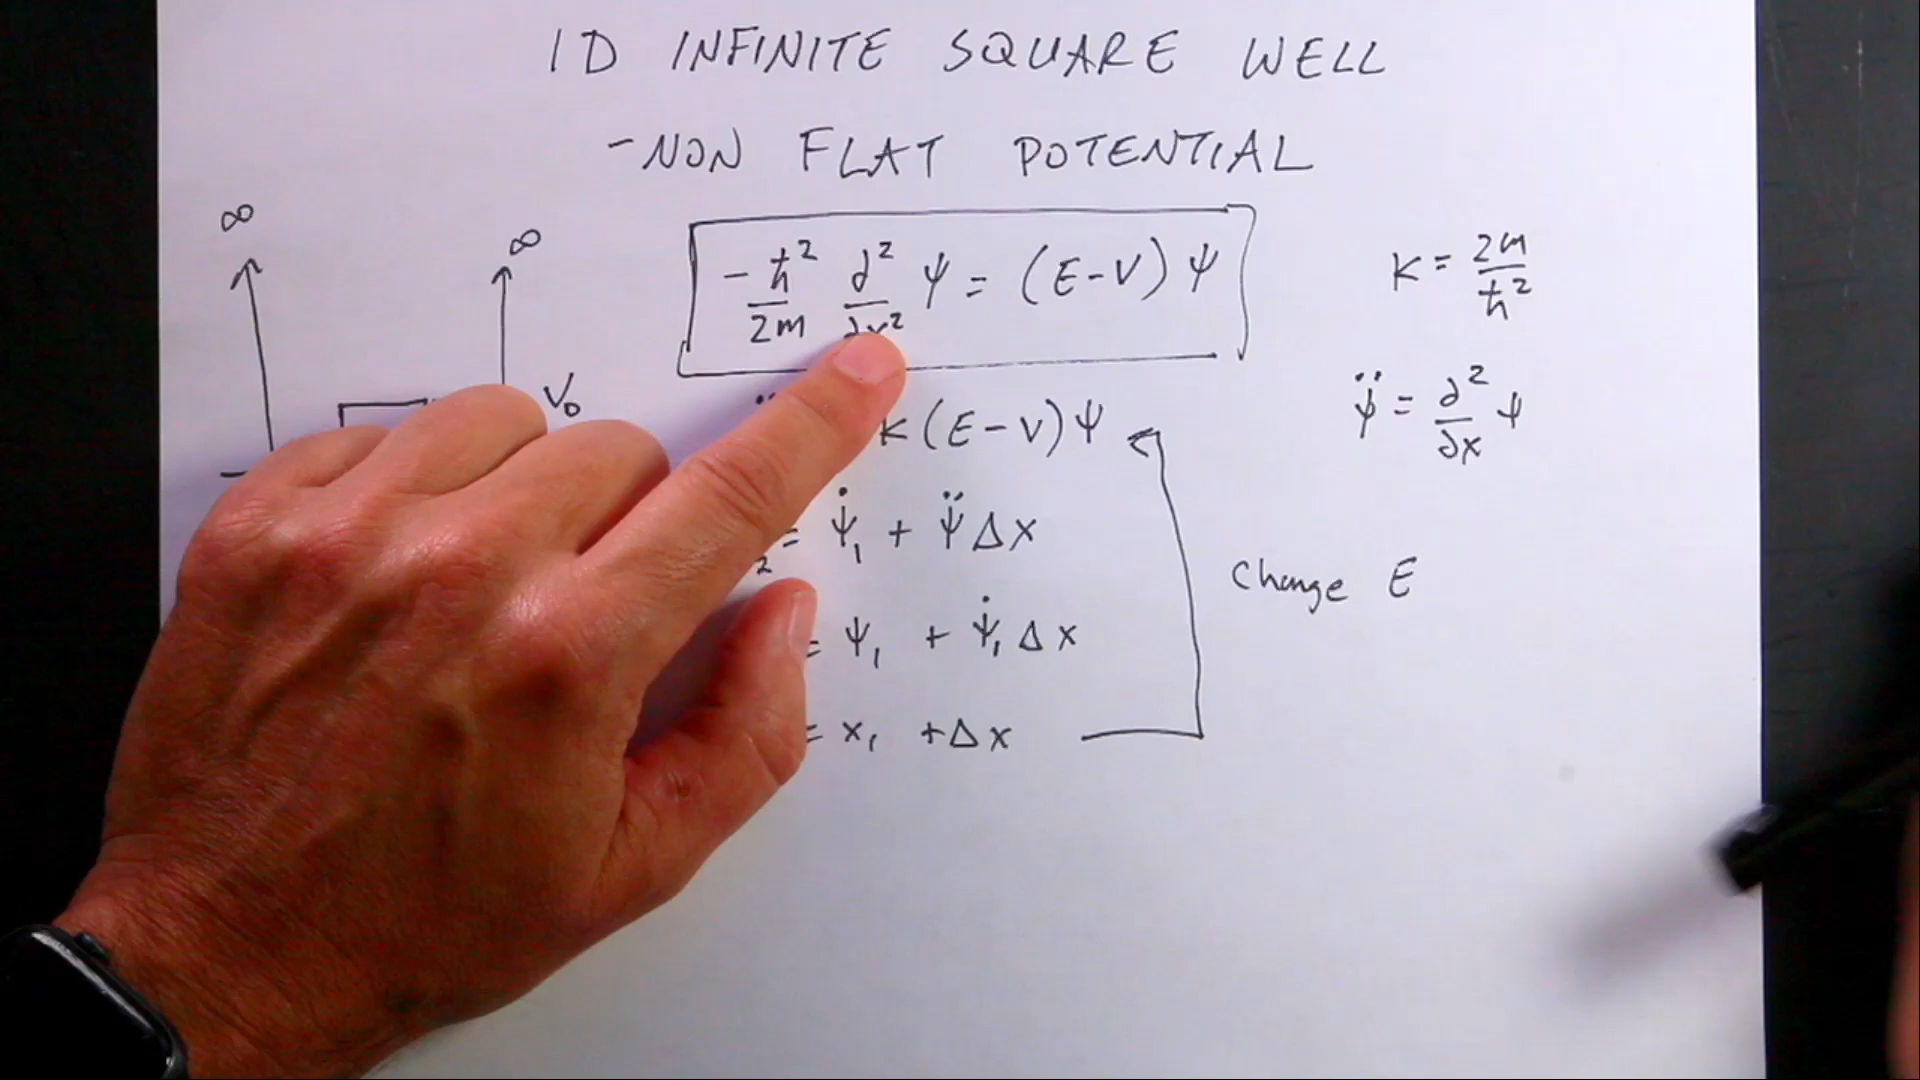 1D INFINITE SQUARE WELL
-NON FLAT POTENTIAL
∞
∞
V₀
-ħ²/2m ∂²/∂x² ψ = (E-V)ψ
K = 2m/ħ²
K(E-V)ψ
ψ̈ = ∂²/∂x ψ
₂ = ψ̇₁ + ψ̈ Δx
Change E
= ψ₁ + ψ̇₁ Δx
= x₁ + Δx